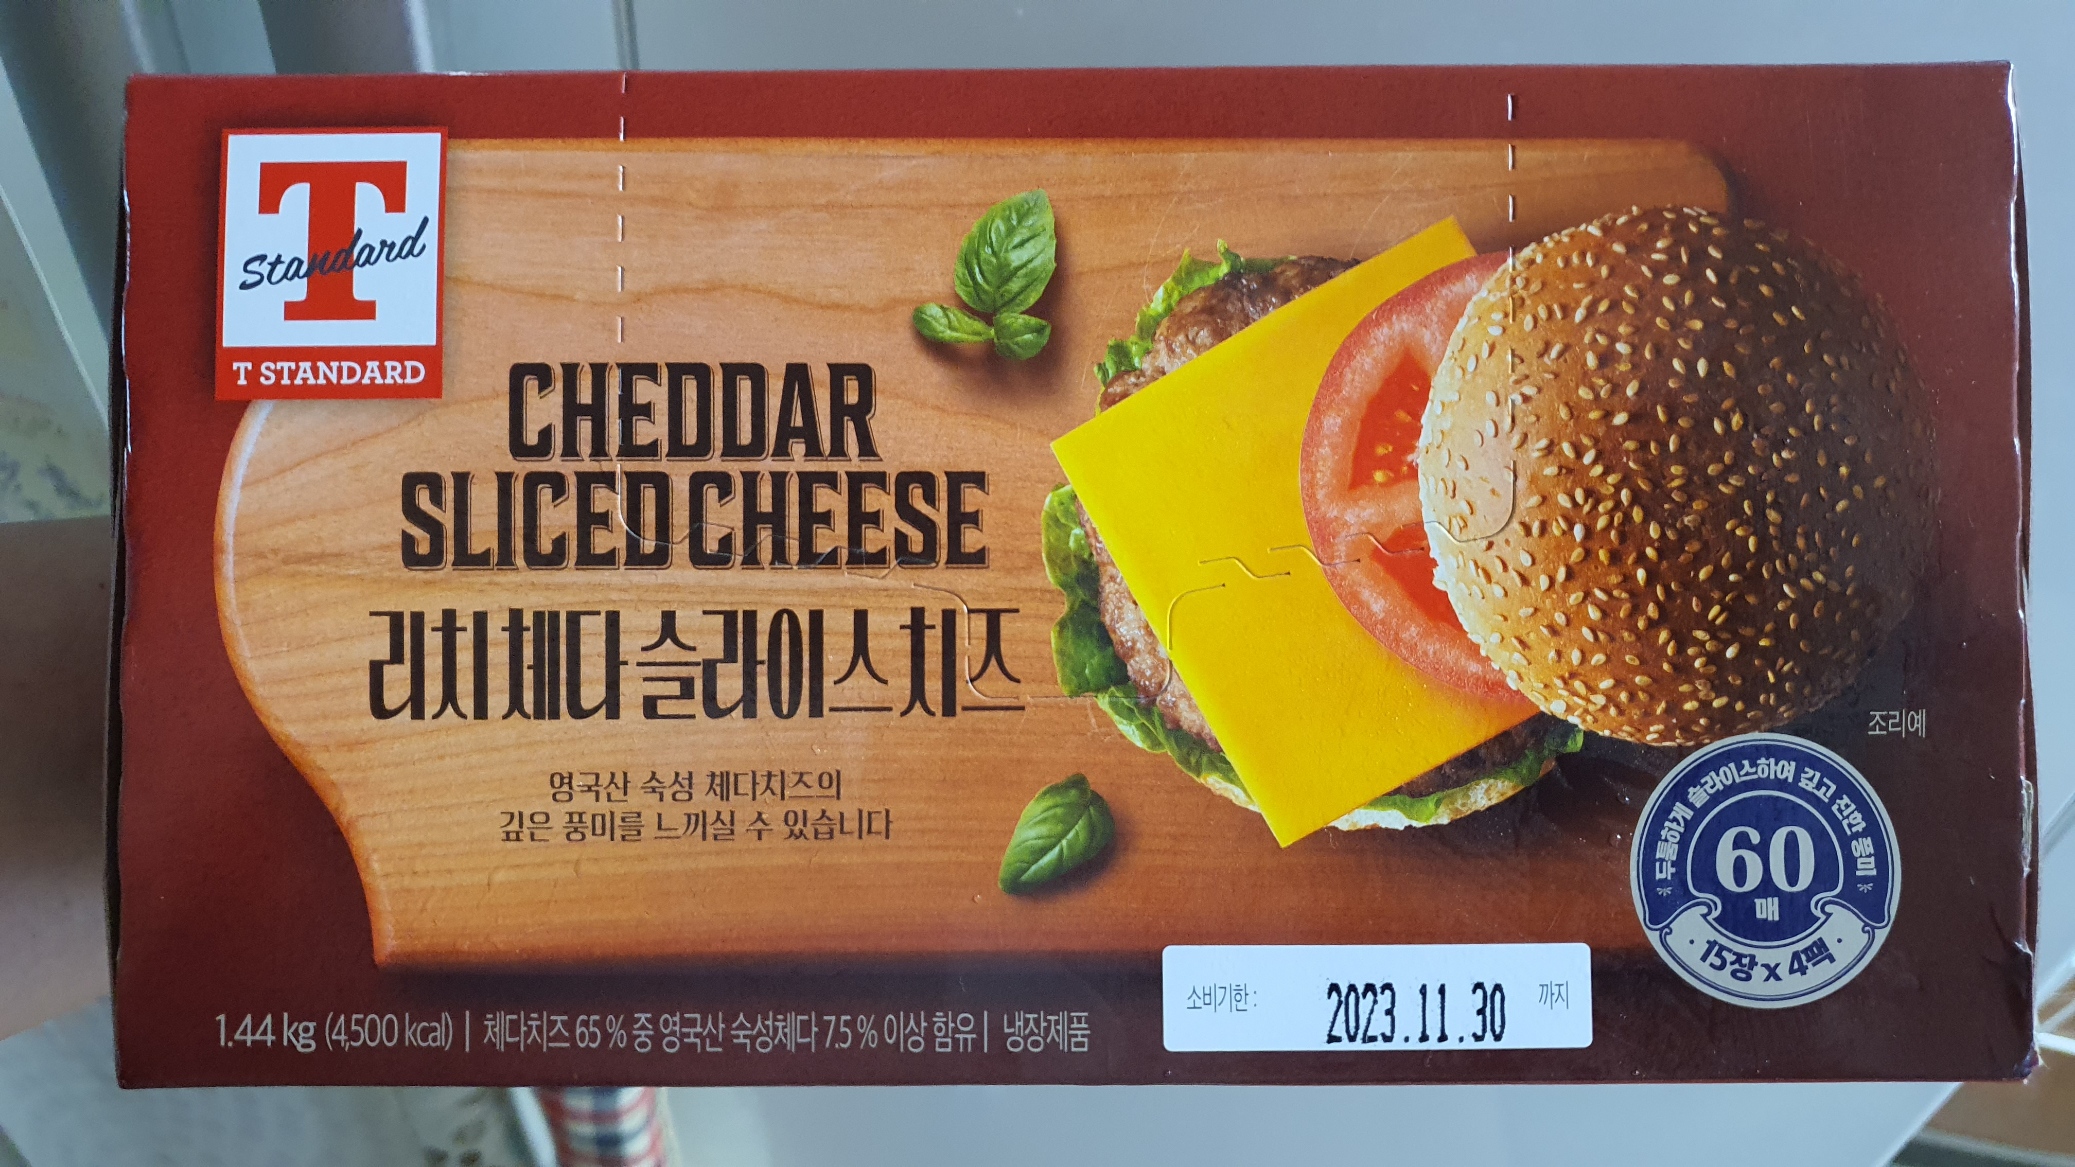 T
Standard
T STANDARD
CHEDDAR
SLICED CHEESE
리치 체다 슬라이스 치즈
영국산 숙성 체다치즈의
깊은 풍미를 느끼실 수 있습니다
조리예
* 두툼하게 슬라이스하여 깊고 진한 풍미 *
60
매
· 15장 x 4팩 ·
소비기한 : 2023.11.30 까지
1.44 kg (4,500 kcal) | 체다치즈 65 % 중 영국산 숙성체다 7.5 % 이상 함유 | 냉장제품